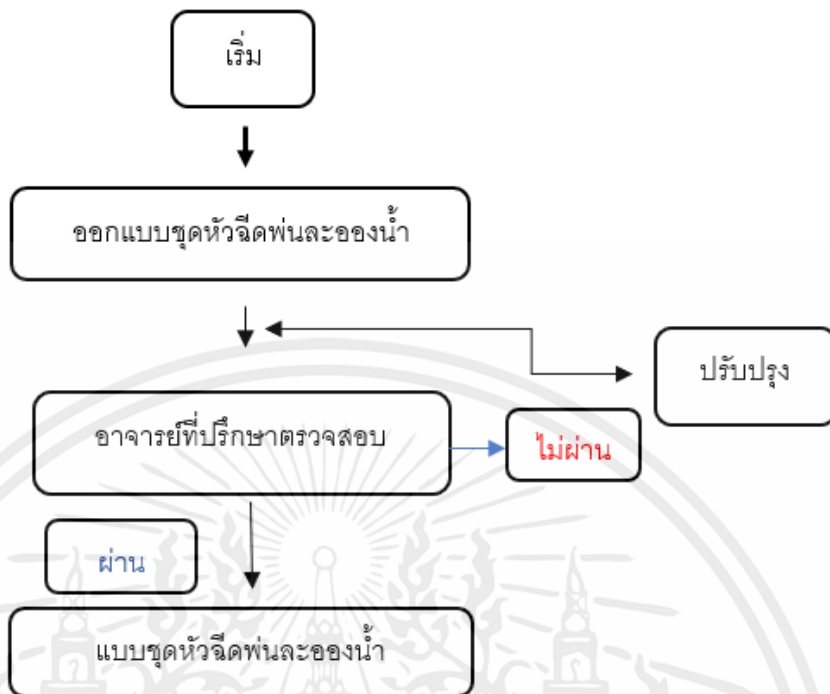 เริ่ม
ออกแบบชุดหัวฉีดพ่นละอองน้ำ
ปรับปรุง
อาจารย์ที่ปรึกษาตรวจสอบ
ไม่ผ่าน
ผ่าน
แบบชุดหัวฉีดพ่นละอองน้ำ